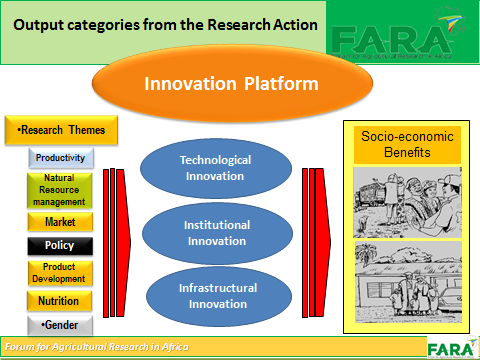 Output categories from the Research Action
FARA
Innovation Platform
•Research Themes
Productivity
Natural
Resource
management
Market
Policy
Product
Development
Nutrition
•Gender
Technological
Innovation
Institutional
Innovation
Infrastructural
Innovation
Socio-economic
Benefits
Forum for Agricultural Research in Africa
FARA